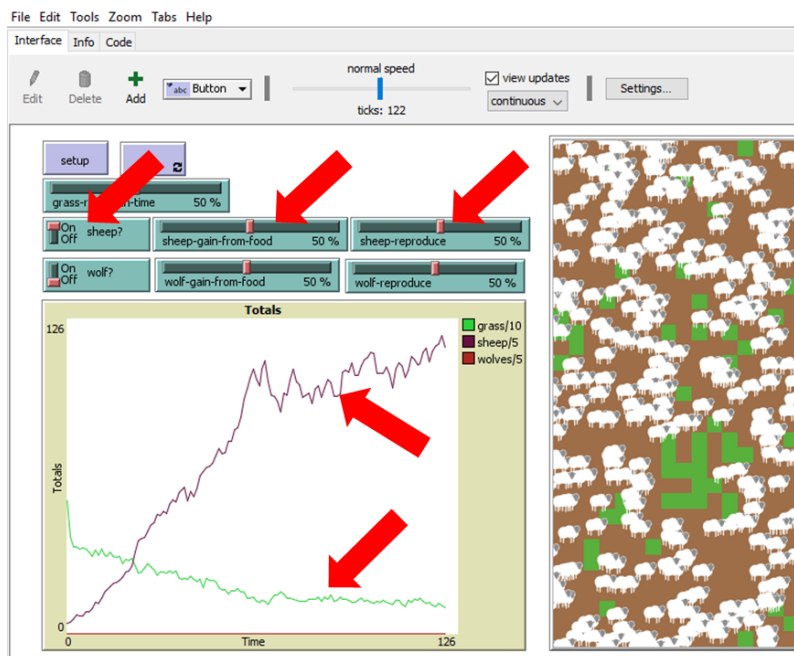 File Edit Tools Zoom Tabs Help
Interface Info Code
normal speed
Edit Delete Add abc Button view updates
ticks: 122 continuous Settings...
setup
50 %
On Off sheep? sheep-gain-from-food 50 % sheep-reproduce 50 %
On Off wolf? wolf-gain-from-food 50 % wolf-reproduce 50 %
Totals
126
grass/10
sheep/5
wolves/5
Totals
0
0 Time 126